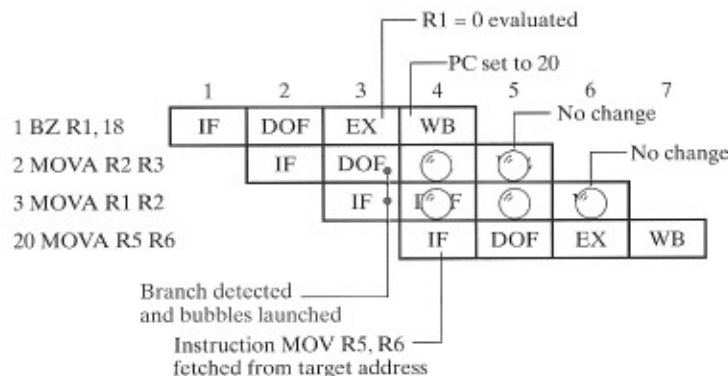 R1 = 0 evaluated
PC set to 20
1 2 3 4 5 6 7
No change
1 BZ R1, 18 IF DOF EX WB
No change
2 MOVA R2 R3 IF DOF
3 MOVA R1 R2 IF
20 MOVA R5 R6 IF DOF EX WB
Branch detected
and bubbles launched
Instruction MOV R5, R6
fetched from target address